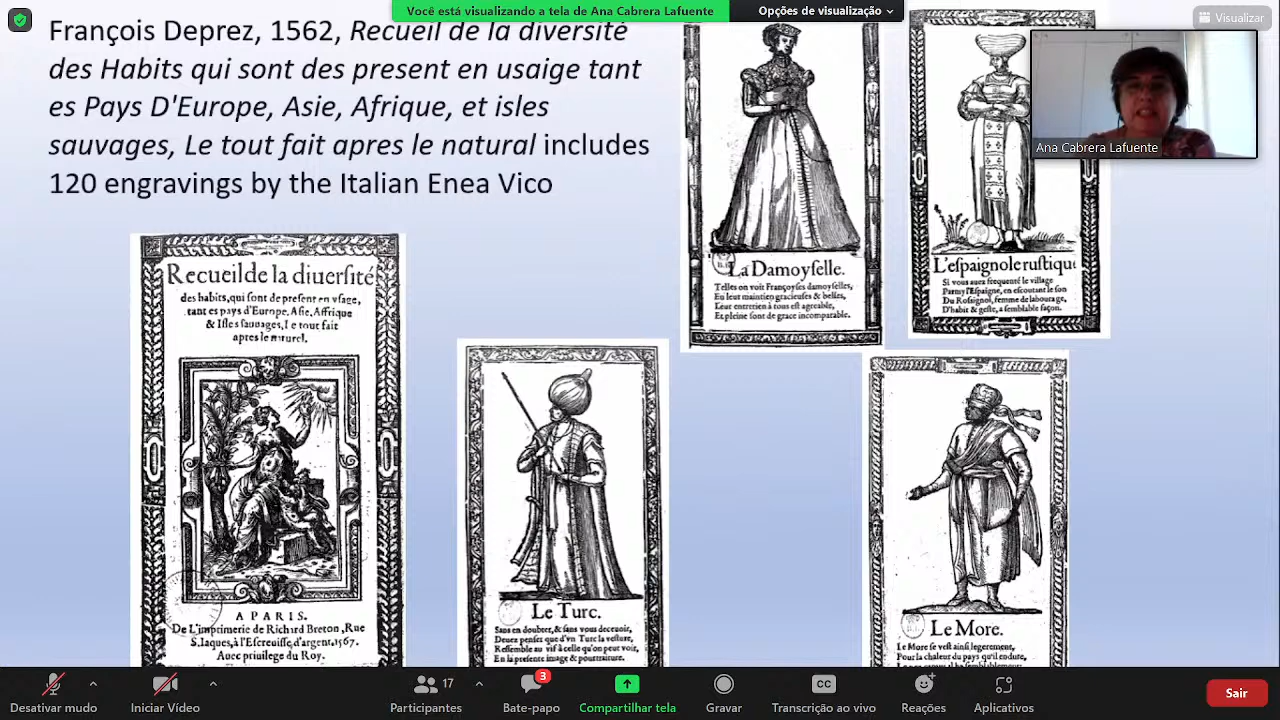 Você está visualizando a tela de Ana Cabrera Lafuente
Opções de visualização
Visualizar
François Deprez, 1562, Recueil de la diversité
des Habits qui sont des present en usaige tant
es Pays D'Europe, Asie, Afrique, et isles
sauvages, Le tout fait apres le natural includes
120 engravings by the Italian Enea Vico
Ana Cabrera Lafuente
La Damoyſelle.
Telles on voit Françoyſes damoyſelles,
En leur maintien gracieuſes & belles,
Leur entretien à tous eſt agreable,
Et pleine ſont de grace incomparable.
L'eſpaignole ruſtiqu
Si vous auez frequenté le village
Parmy l'Eſpaigne, en eſcoutant le ſon
Du Roſsignol, femme de labourage,
D'habit & geſte, a ſemblable façon.
Recueil de la diuerſité
des habits, qui ſont de preſent en vſage,
tant es pays d'Europe, Aſie, Affrique
& Iſles ſauuages, Le tout fait
apres le naturel.
A PARIS.
De L'imprimerie de Richard Breton, Rue
S. Iaques, à l'Eſcreuiſſe, d'argent, 1567.
Auec priuilege du Roy.
Le Turc.
Sans en doubter, & ſans vous deceuoir,
Deuez penſer que d'vn Turc la veſture,
Reſſemble au vif à celle qu'on peut voir,
En la preſente image & pourtraiture.
Le More.
Le More ſe veſt ainſi legerement,
Pour la chaleur du pays qu'il endure,
Desativar mudo
Iniciar Vídeo
17
Participantes
3
Bate-papo
Compartilhar tela
Gravar
CC
Transcrição ao vivo
Reações
Aplicativos
Sair